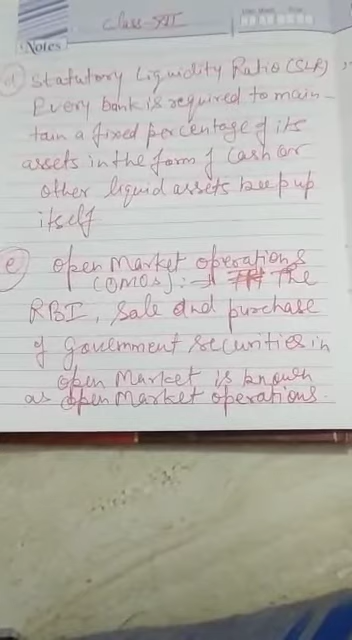 Class-XII
Notes
d) Statutory Liquidity Ratio (SLR)
Every bank is required to main-
tain a fixed percentage of its
assets in the form of cash or
other liquid assets keep up
itself
e) Open Market operations
(OMOs) :→ The
RBI, Sale and purchase
of government securities in
open Market is known
as open Market operations.